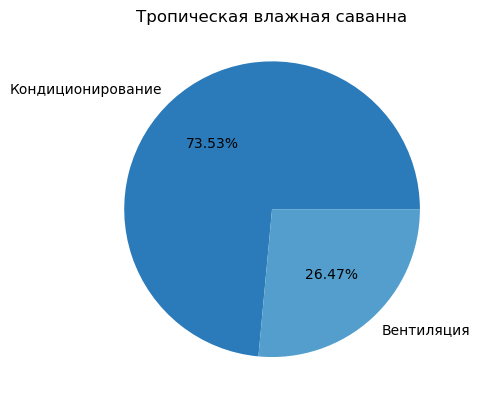 Тропическая влажная саванна
Кондиционирование
73.53%
26.47%
Вентиляция